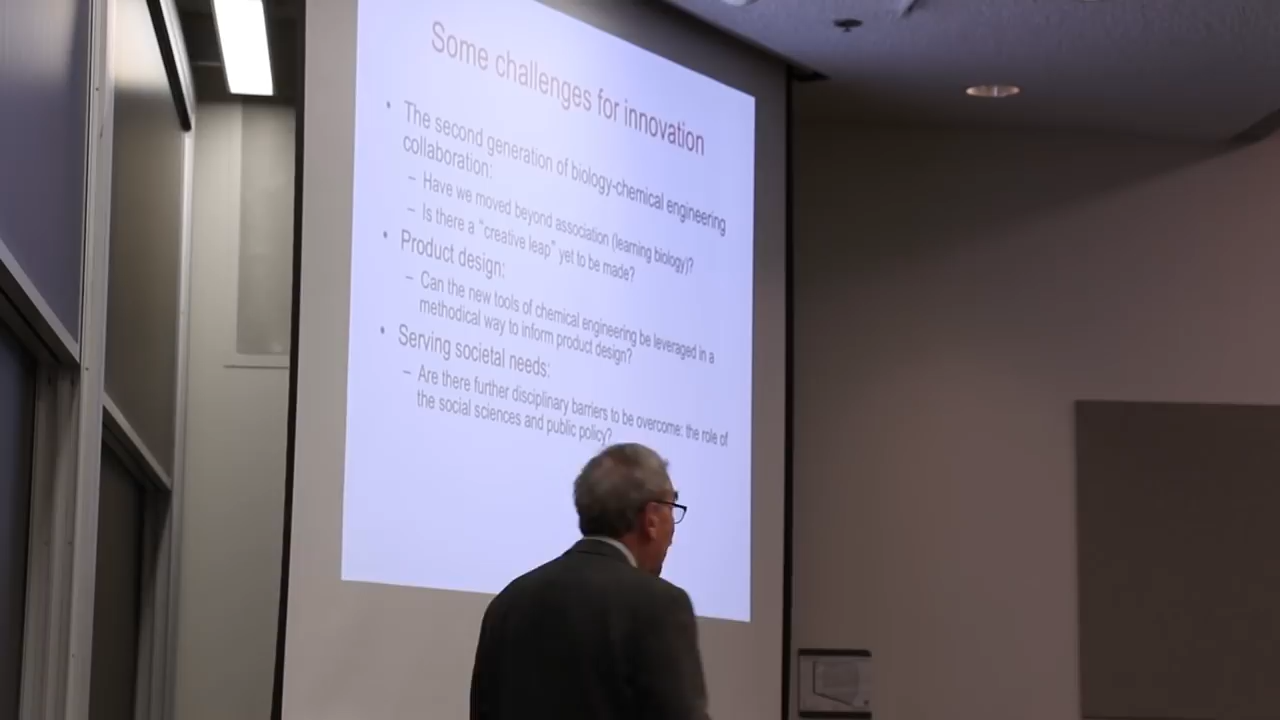 Some challenges for innovation
• The second generation of biology-chemical engineering
collaboration:
– Have we moved beyond association (learning biology)?
– Is there a "creative leap" yet to be made?
• Product design:
– Can the new tools of chemical engineering be leveraged in a
methodical way to inform product design?
• Serving societal needs:
– Are there further disciplinary barriers to be overcome: the role of
the social sciences and public policy?